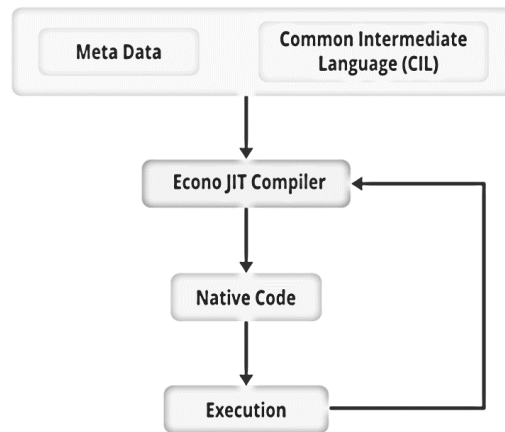 Meta Data
Common Intermediate
Language (CIL)
Econo JIT Compiler
Native Code
Execution